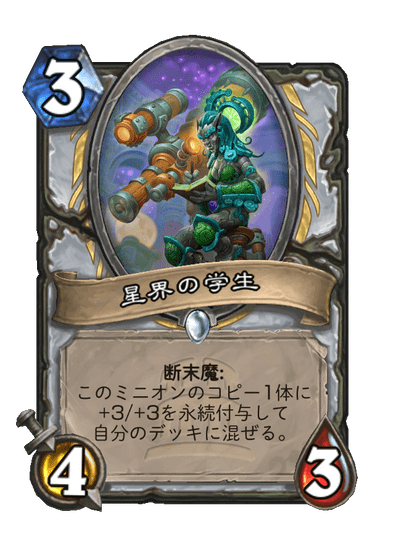 3
星界の学生
断末魔:
このミニオンのコピー1体に
+3/+3を永続付与して
自分のデッキに混ぜる。
4
3